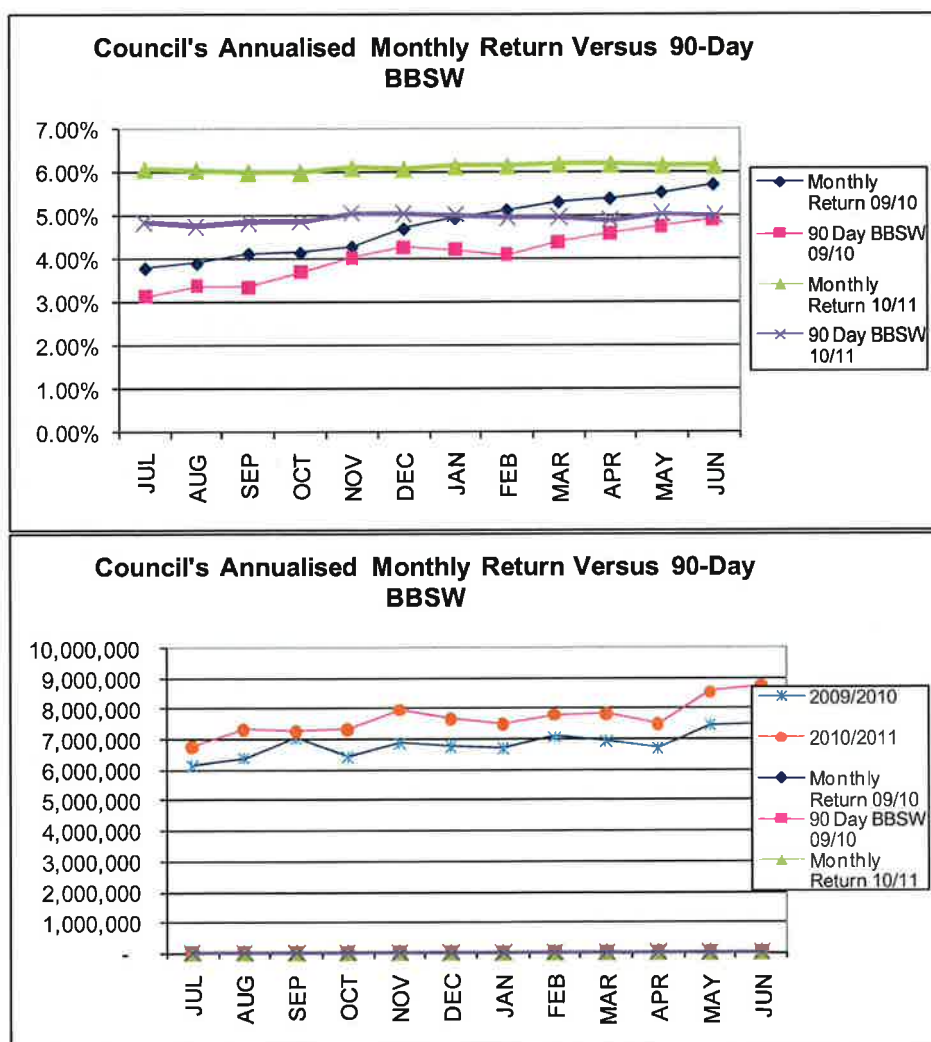 Council's Annualised Monthly Return Versus 90-Day
BBSW
7.00%
6.00%
5.00%
4.00%
3.00%
2.00%
1.00%
0.00%
JUL
AUG
SEP
OCT
NOV
DEC
JAN
FEB
MAR
APR
MAY
JUN
Monthly
Return 09/10
90 Day BBSW
09/10
Monthly
Return 10/11
90 Day BBSW
10/11
Council's Annualised Monthly Return Versus 90-Day
BBSW
10,000,000
9,000,000
8,000,000
7,000,000
6,000,000
5,000,000
4,000,000
3,000,000
2,000,000
1,000,000
-
JUL
AUG
SEP
OCT
NOV
DEC
JAN
FEB
MAR
APR
MAY
JUN
2009/2010
2010/2011
Monthly
Return 09/10
90 Day BBSW
09/10
Monthly
Return 10/11